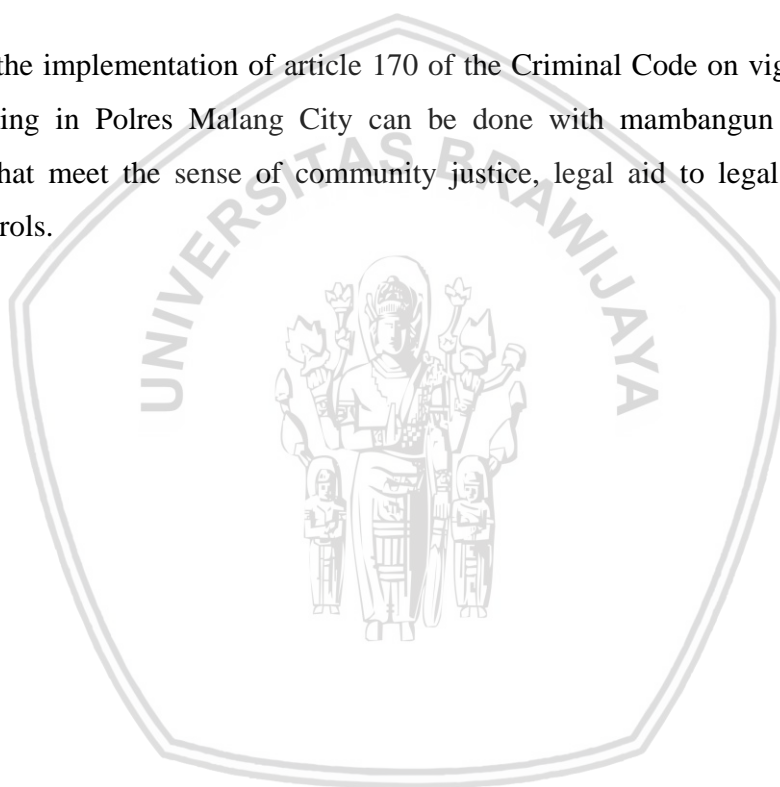 the implementation of article 170 of the Criminal Code on vig
ing in Polres Malang City can be done with mambangun
hat meet the sense of community justice, legal aid to legal
rols.
UNIVERSITAS BRAWIJAYA